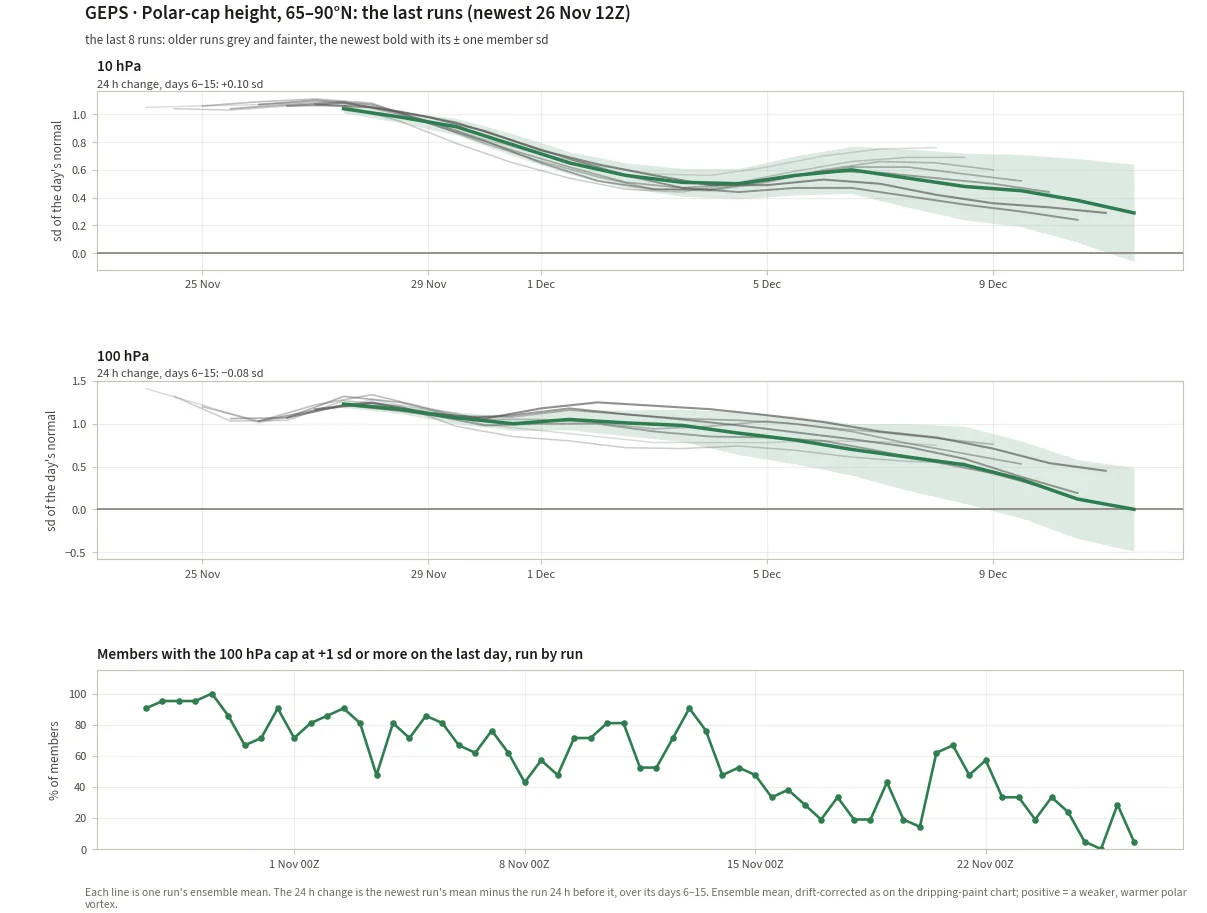 GEPS · Polar-cap height, 65–90°N: the last runs (newest 26 Nov 12Z)
the last 8 runs: older runs grey and fainter, the newest bold with its ± one member sd
10 hPa
24 h change, days 6–15: +0.10 sd
sd of the day's normal
1.0
0.8
0.6
0.4
0.2
0.0
25 Nov
29 Nov
1 Dec
5 Dec
9 Dec
100 hPa
24 h change, days 6–15: −0.08 sd
sd of the day's normal
1.5
1.0
0.5
0.0
−0.5
25 Nov
29 Nov
1 Dec
5 Dec
9 Dec
Members with the 100 hPa cap at +1 sd or more on the last day, run by run
% of members
100
80
60
40
20
0
1 Nov 00Z
8 Nov 00Z
15 Nov 00Z
22 Nov 00Z
Each line is one run's ensemble mean. The 24 h change is the newest run's mean minus the run 24 h before it, over its days 6–15. Ensemble mean, drift-corrected as on the dripping-paint chart; positive = a weaker, warmer polar
vortex.